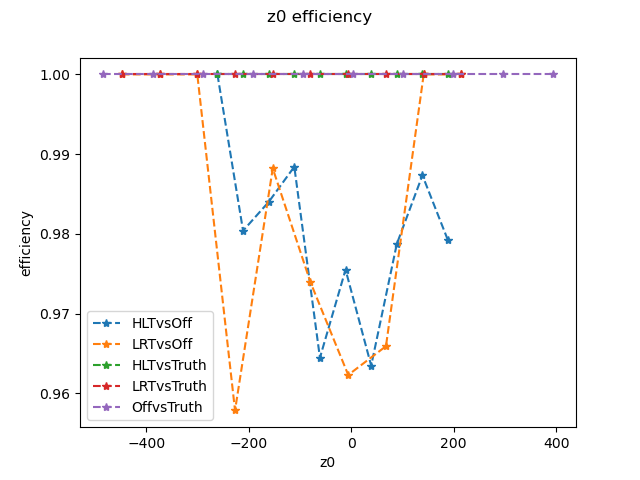 z0 efficiency
1.00
0.99
0.98
0.97
0.96
efficiency
HLTvsOff
LRTvsOff
HLTvsTruth
LRTvsTruth
OffvsTruth
−400
−200
0
200
400
z0